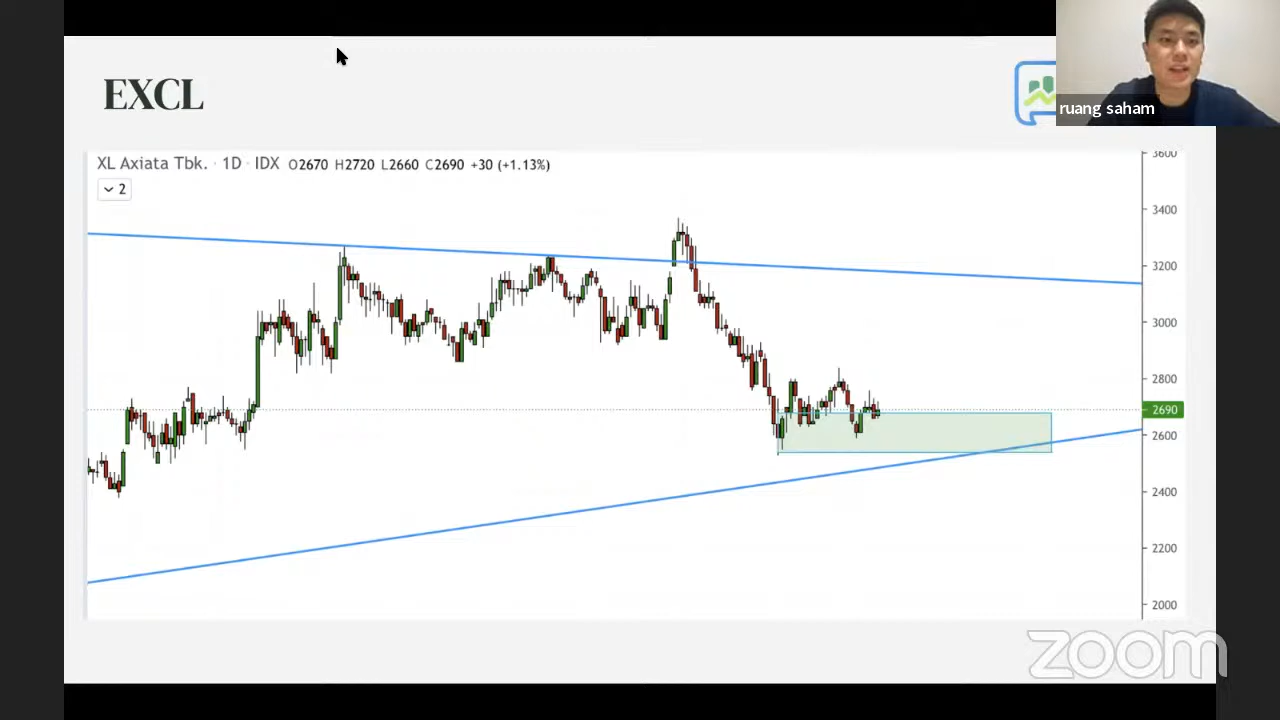 EXCL
ruang saham
XL Axiata Tbk. · 1D · IDX O2670 H2720 L2660 C2690 +30 (+1.13%)
2
3600
3400
3200
3000
2800
2690
2600
2400
2200
2000
zoom